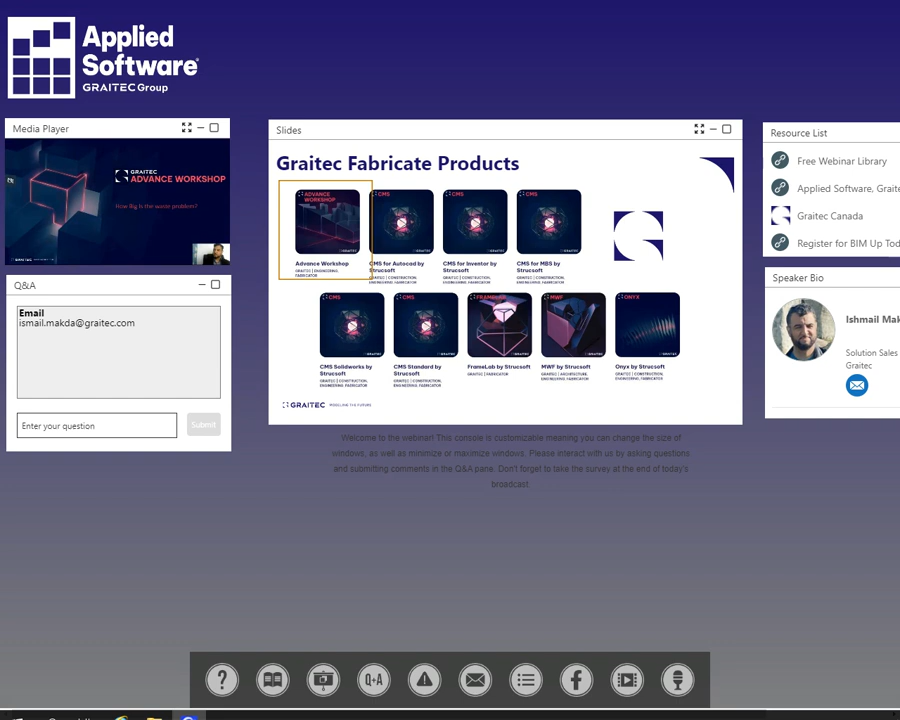 Applied
Software
GRAITEC Group
Media Player
GRAITEC
ADVANCE WORKSHOP
How Big is the waste problem?
Q&A
Email
ismail.makda@graitec.com
Enter your question
Submit
Slides
Graitec Fabricate Products
ADVANCE
WORKSHOP
CMS
CMS
CMS
Advance Workshop
GRAITEC | ENGINEERING,
FABRICATOR
CMS for Autocad by
Strucsoft
GRAITEC | CONSTRUCTION,
ENGINEERING, FABRICATOR
CMS for Inventor by
Strucsoft
GRAITEC | CONSTRUCTION,
ENGINEERING, FABRICATOR
CMS for MBS by
Strucsoft
GRAITEC | CONSTRUCTION,
ENGINEERING, FABRICATOR
CMS
CMS
FRAMELAB
MWF
ONYX
CMS Solidworks by
Strucsoft
GRAITEC | CONSTRUCTION,
ENGINEERING, FABRICATOR
CMS Standard by
Strucsoft
GRAITEC | CONSTRUCTION,
ENGINEERING, FABRICATOR
FrameLab by Strucsoft
GRAITEC | FABRICATOR
MWF by Strucsoft
GRAITEC | ARCHITECTURE,
ENGINEERING, FABRICATOR
Onyx by Strucsoft
GRAITEC | CONSTRUCTION,
ENGINEERING, FABRICATOR
GRAITEC
MODELLING THE FUTURE
Welcome to the webinar! This console is customizable meaning you can change the size of
windows, as well as minimize or maximize windows. Please interact with us by asking questions
and submitting comments in the Q&A pane. Don't forget to take the survey at the end of today's
broadcast.
Resource List
Free Webinar Library
Applied Software, Graite
Graitec Canada
Register for BIM Up Tod
Speaker Bio
Ishmail Mak
Solution Sales
Graitec
?
Q+A